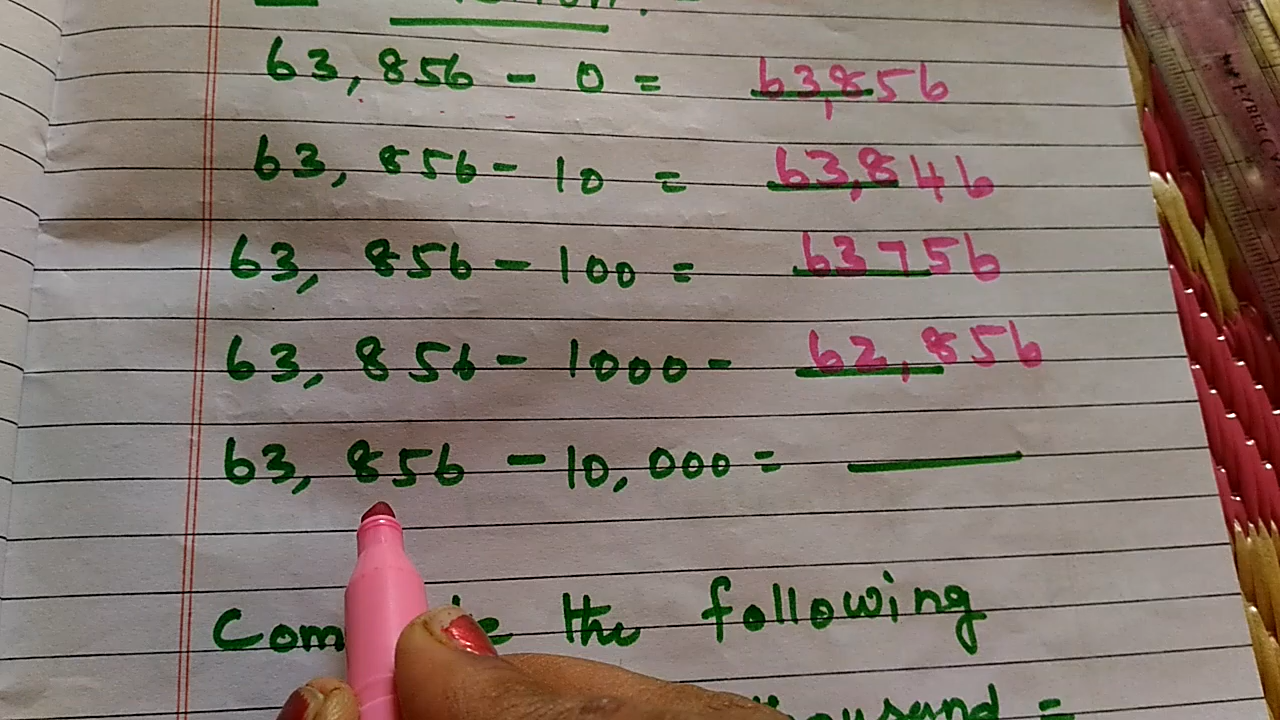 63,856 - 0 = 63,856
63,856 - 10 = 63,846
63,856 - 100 = 63756
63,856 - 1000 - 62,856
63,856 - 10,000 =
the following
=